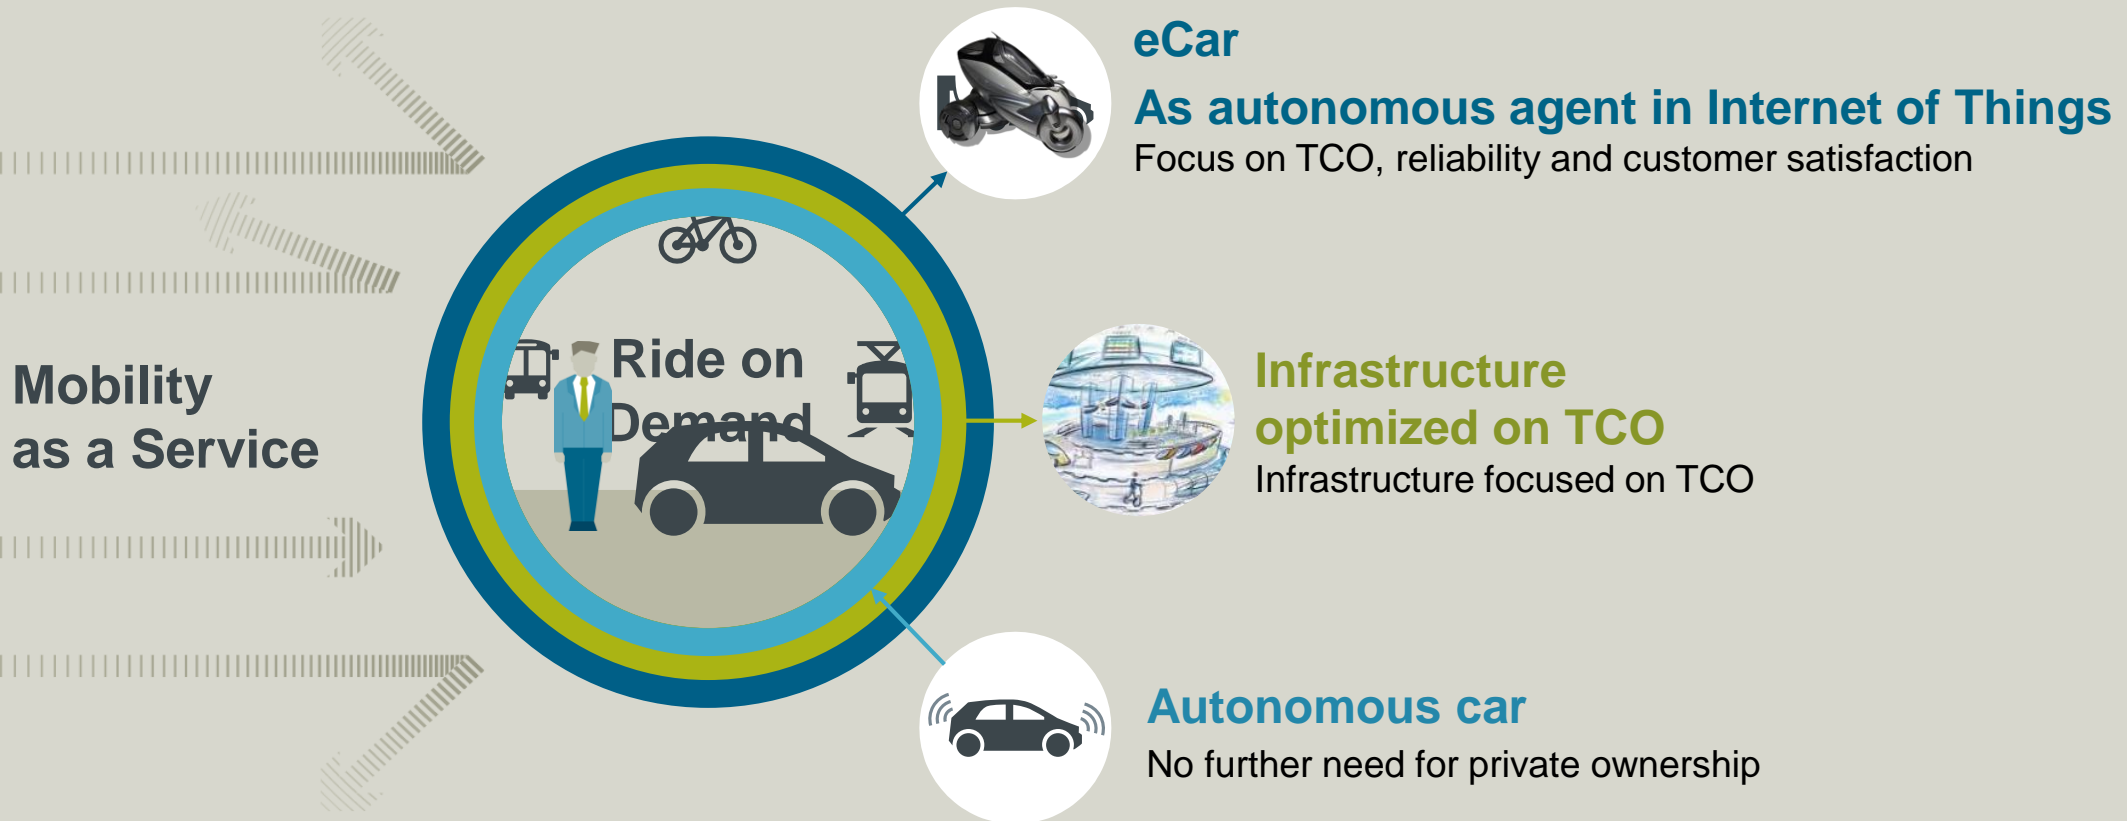 Mobility
as a Service
Ride on
Demand
eCar
As autonomous agent in Internet of Things
Focus on TCO, reliability and customer satisfaction
Infrastructure
optimized on TCO
Infrastructure focused on TCO
Autonomous car
No further need for private ownership